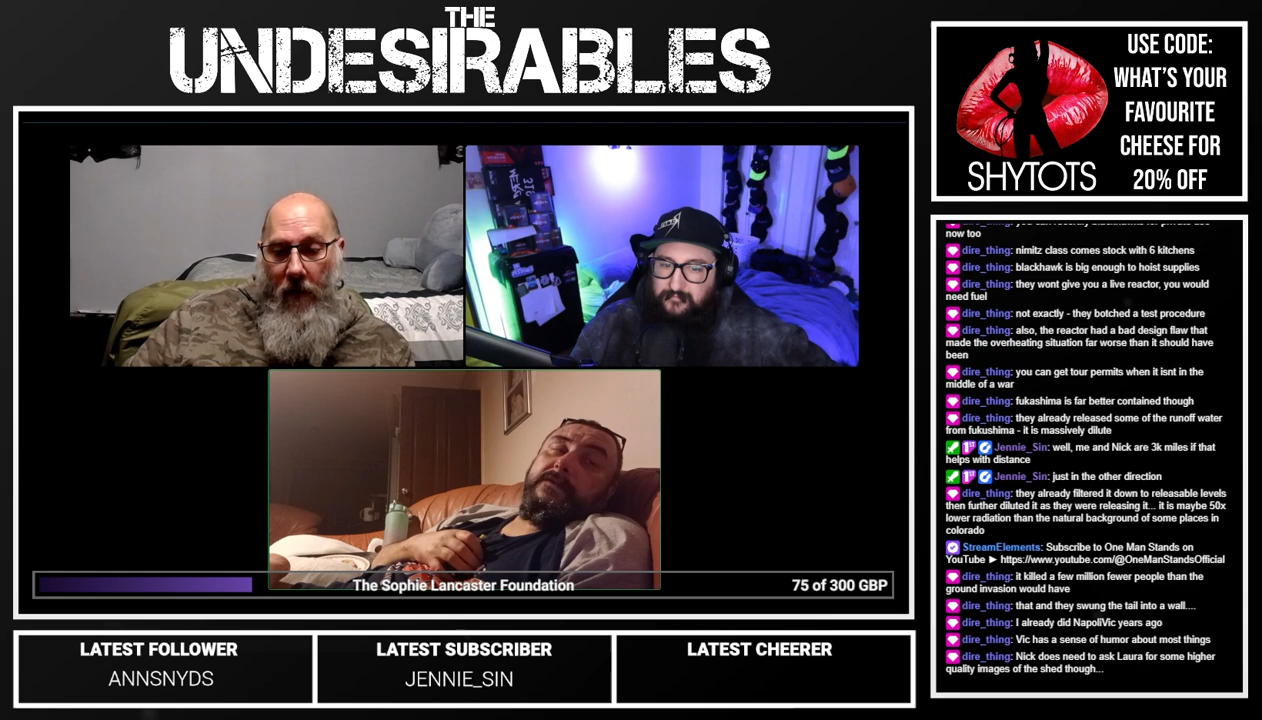 THE
UNDESIRABLES
USE CODE:
WHAT'S YOUR
FAVOURITE
CHEESE FOR
20% OFF
SHYTOTS
now too
dire_thing: nimitz class comes stock with 6 kitchens
dire_thing: blackhawk is big enough to hoist supplies
dire_thing: they wont give you a live reactor, you would
need fuel
dire_thing: not exactly - they botched a test procedure
dire_thing: also, the reactor had a bad design flaw that
made the overheating situation far worse than it should have
been
dire_thing: you can get tour permits when it isnt in the
middle of a war
dire_thing: fukashima is far better contained though
dire_thing: they already released some of the runoff water
from fukushima - it is massively dilute
1ST Jennie_Sin: well, me and Nick are 3k miles if that
helps with distance
1ST Jennie_Sin: just in the other direction
dire_thing: they already filtered it down to releasable levels
then further diluted it as they were releasing it... it is maybe 50x
lower radiation than the natural background of some places in
colorado
StreamElements: Subscribe to One Man Stands on
YouTube ► https://www.youtube.com/@OneManStandsOfficial
dire_thing: it killed a few million fewer people than the
ground invasion would have
dire_thing: that and they swung the tail into a wall....
dire_thing: I already did NapoliVic years ago
dire_thing: Vic has a sense of humor about most things
dire_thing: Nick does need to ask Laura for some higher
quality images of the shed though...
The Sophie Lancaster Foundation
75 of 300 GBP
LATEST FOLLOWER
ANNSNYDS
LATEST SUBSCRIBER
JENNIE_SIN
LATEST CHEERER